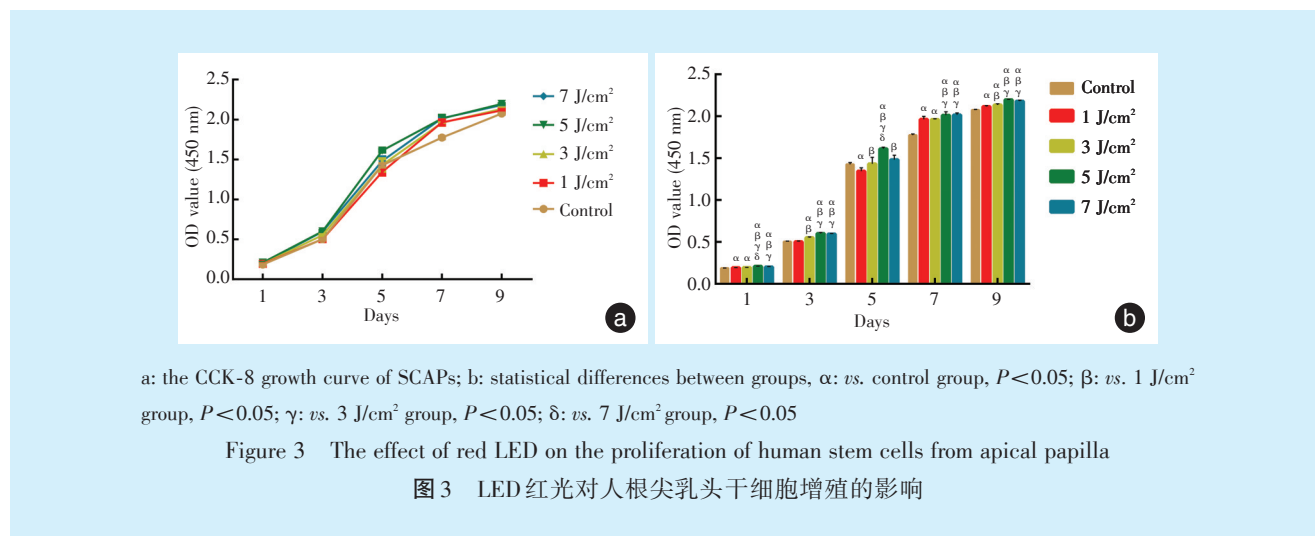 OD value (450 nm)
2.5
2.0
1.5
1.0
0.5
0.0
1 3 5 7 9
Days
7 J/cm²
5 J/cm²
3 J/cm²
1 J/cm²
Control
a
OD value (450 nm)
2.5
2.0
1.5
1.0
0.5
0.0
α α α β γ δ α β γ
α β α β γ α β γ
α β α β γ δ β
α α α β γ α β γ
α α β α β γ α β γ
1 3 5 7 9
Days
Control
1 J/cm²
3 J/cm²
5 J/cm²
7 J/cm²
b
a: the CCK-8 growth curve of SCAPs; b: statistical differences between groups, α: vs. control group, P<0.05; β: vs. 1 J/cm²
group, P<0.05; γ: vs. 3 J/cm² group, P<0.05; δ: vs. 7 J/cm² group, P<0.05
Figure 3 The effect of red LED on the proliferation of human stem cells from apical papilla
图3 LED红光对人根尖乳头干细胞增殖的影响